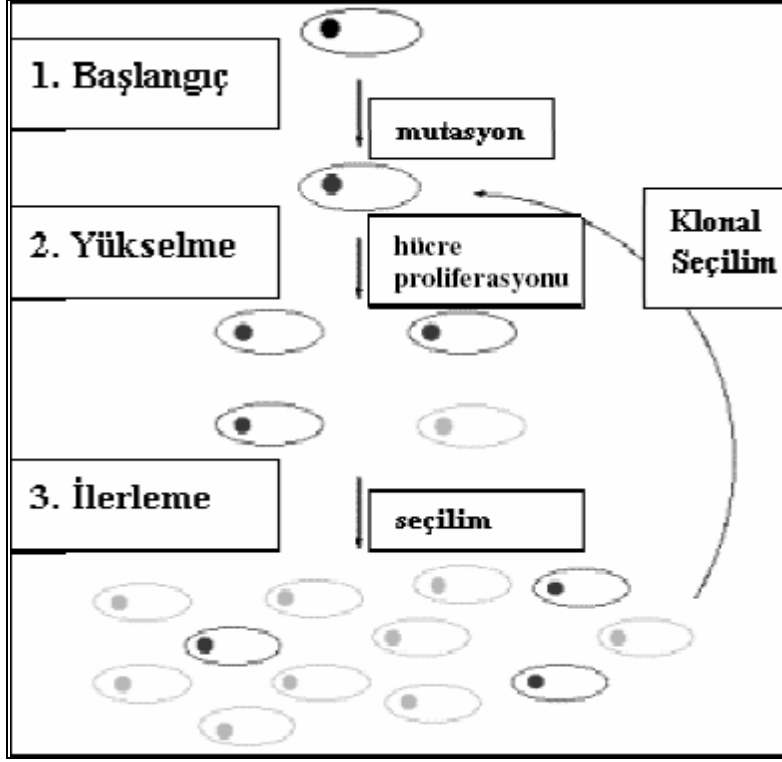 1. Başlangıç
mutasyon
2. Yükselme
hücre
proliferasyonu
Klonal
Seçilim
3. İlerleme
seçilim